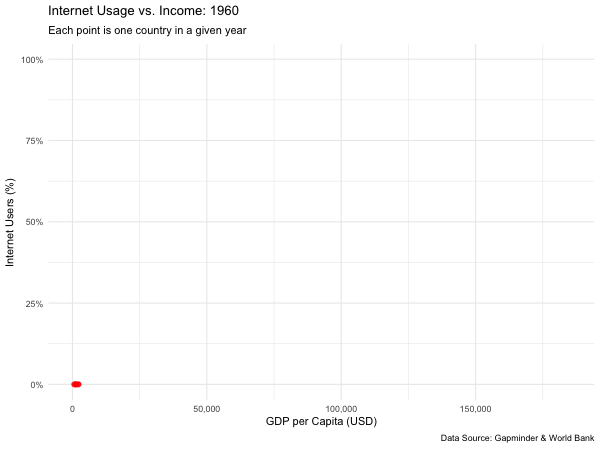 Internet Usage vs. Income: 1960
Each point is one country in a given year
100%
75%
50%
25%
0%
Internet Users (%)
0 50,000 100,000 150,000
GDP per Capita (USD)
Data Source: Gapminder & World Bank